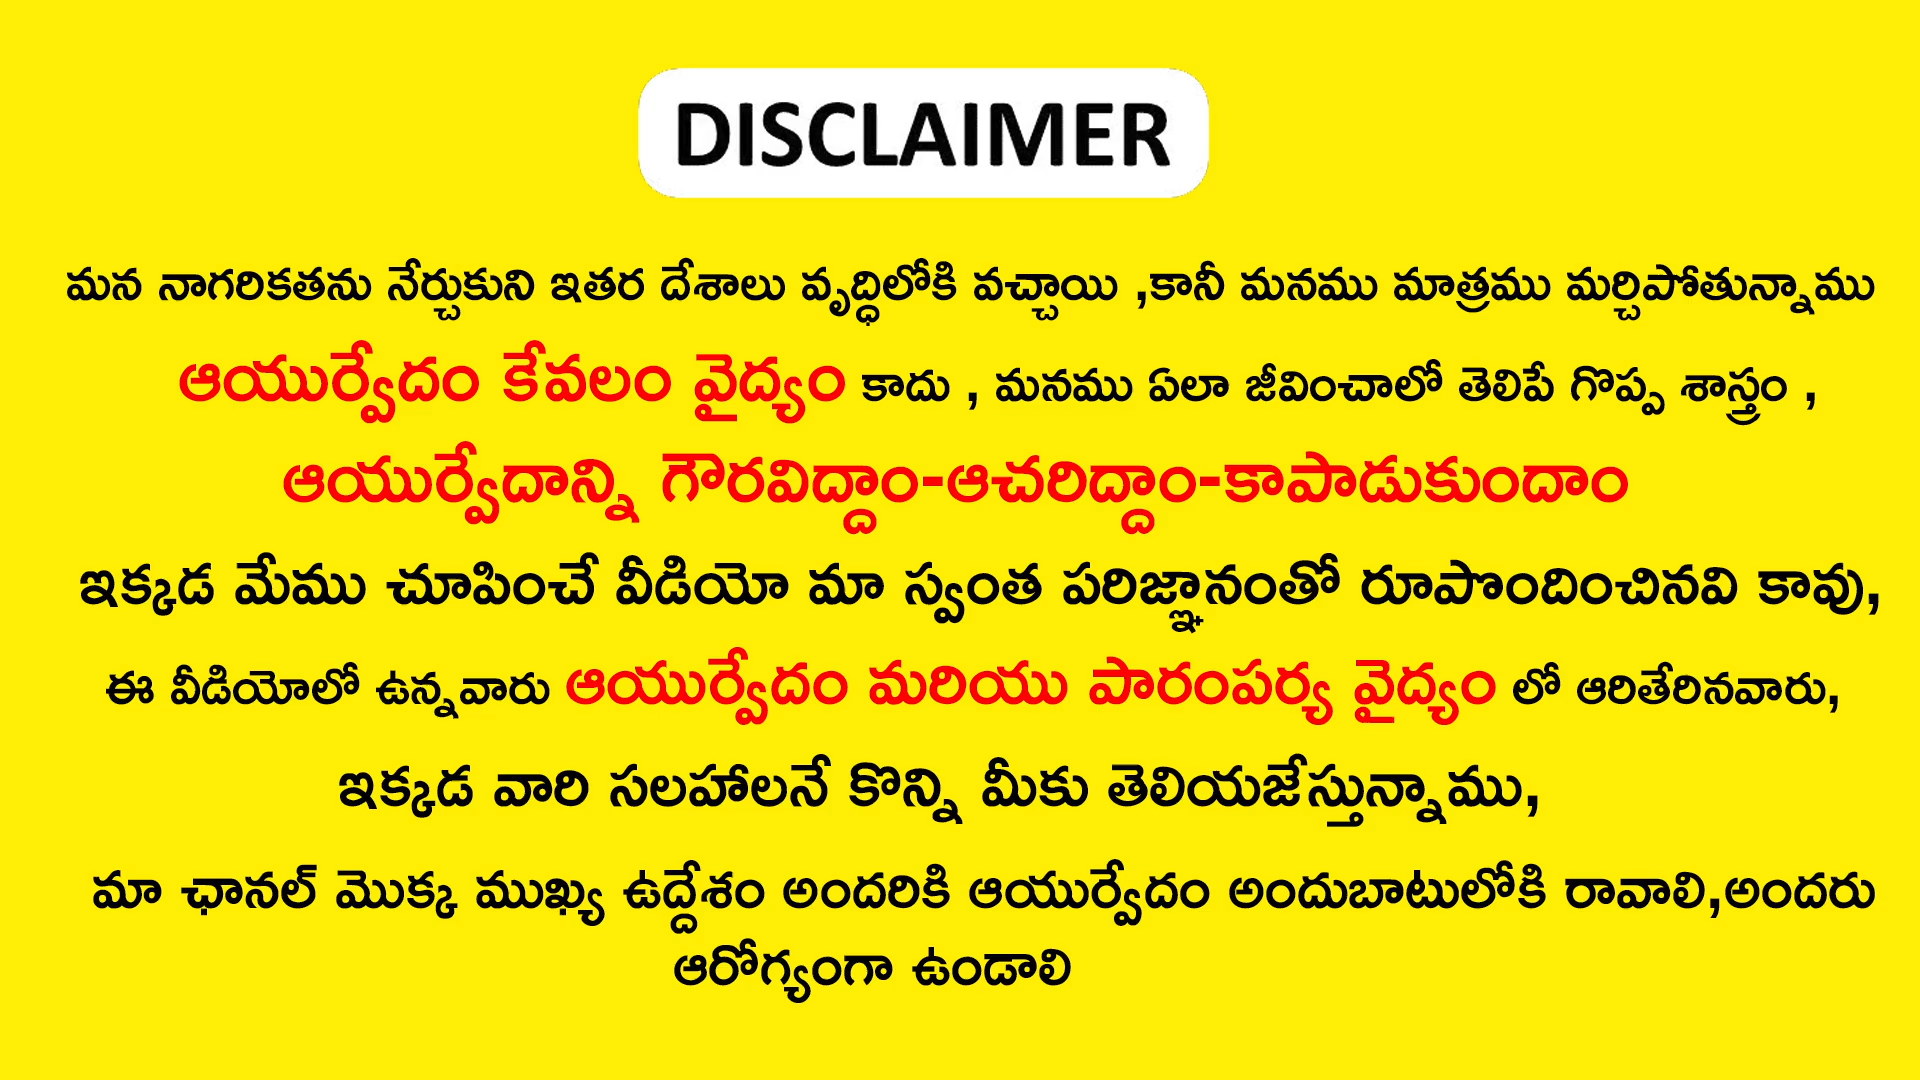 DISCLAIMER
మన నాగరికతను నేర్చుకుని ఇతర దేశాలు వృద్ధిలోకి వచ్చాయి ,కానీ మనము మాత్రము మర్చిపోతున్నాము
ఆయుర్వేదం కేవలం వైద్యం కాదు , మనము ఏలా జీవించాలో తెలిపే గొప్ప శాస్త్రం ,
ఆయుర్వేదాన్ని గౌరవిద్దాం-ఆచరిద్దాం-కాపాడుకుందాం
ఇక్కడ మేము చూపించే వీడియో మా స్వంత పరిజ్ఞానంతో రూపొందించినవి కావు,
ఈ వీడియోలో ఉన్నవారు ఆయుర్వేదం మరియు పారంపర్య వైద్యం లో ఆరితేరినవారు,
ఇక్కడ వారి సలహాలనే కొన్ని మీకు తెలియజేస్తున్నాము,
మా ఛానల్ మొక్క ముఖ్య ఉద్దేశం అందరికి ఆయుర్వేదం అందుబాటులోకి రావాలి,అందరు
ఆరోగ్యంగా ఉండాలి